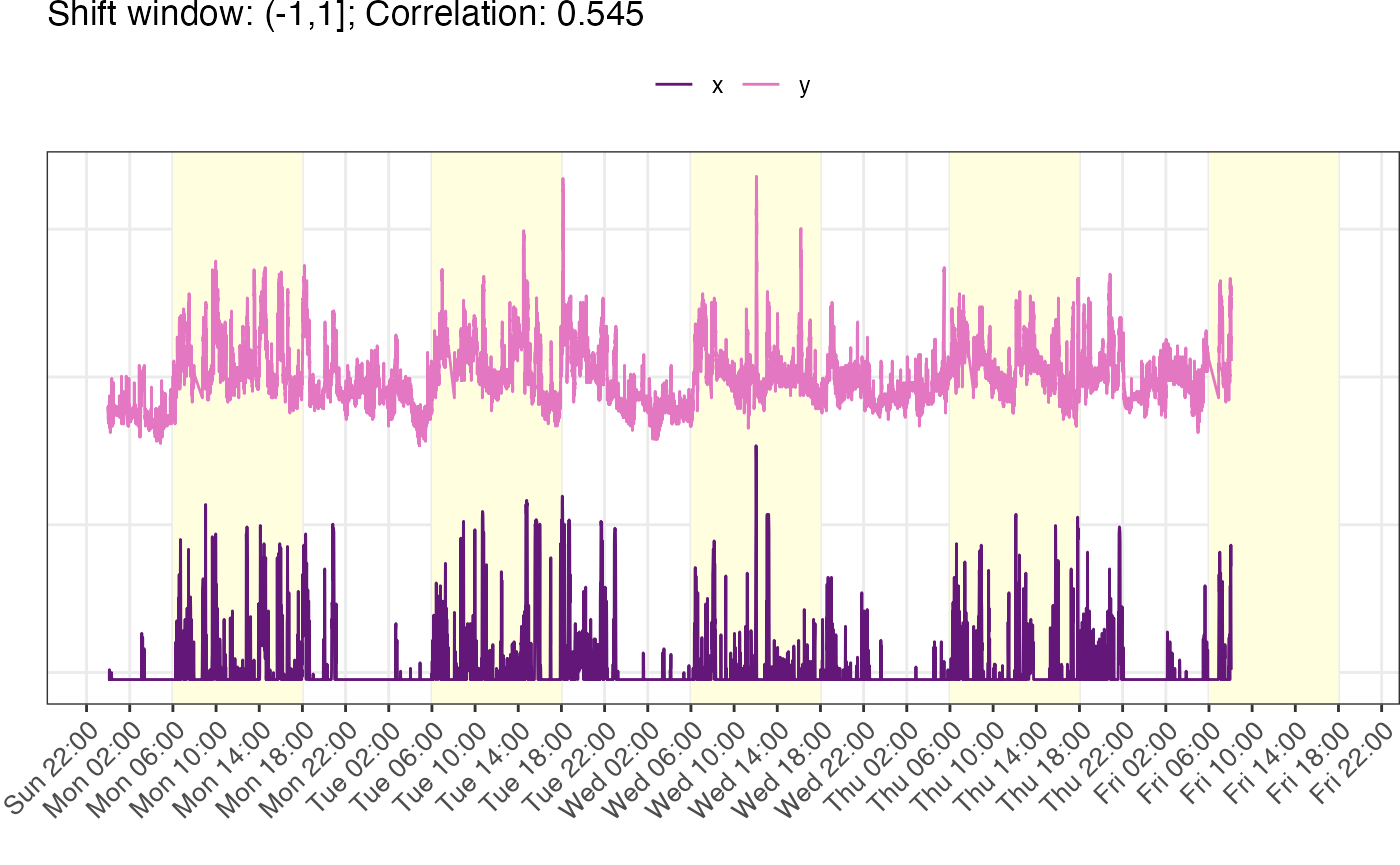 Shift window: (-1,1]; Correlation: 0.545
x y
Sun 22:00
Mon 02:00
Mon 06:00
Mon 10:00
Mon 14:00
Mon 18:00
Mon 22:00
Tue 02:00
Tue 06:00
Tue 10:00
Tue 14:00
Tue 18:00
Tue 22:00
Wed 02:00
Wed 06:00
Wed 10:00
Wed 14:00
Wed 18:00
Wed 22:00
Thu 02:00
Thu 06:00
Thu 10:00
Thu 14:00
Thu 18:00
Thu 22:00
Fri 02:00
Fri 06:00
Fri 10:00
Fri 14:00
Fri 18:00
Fri 22:00